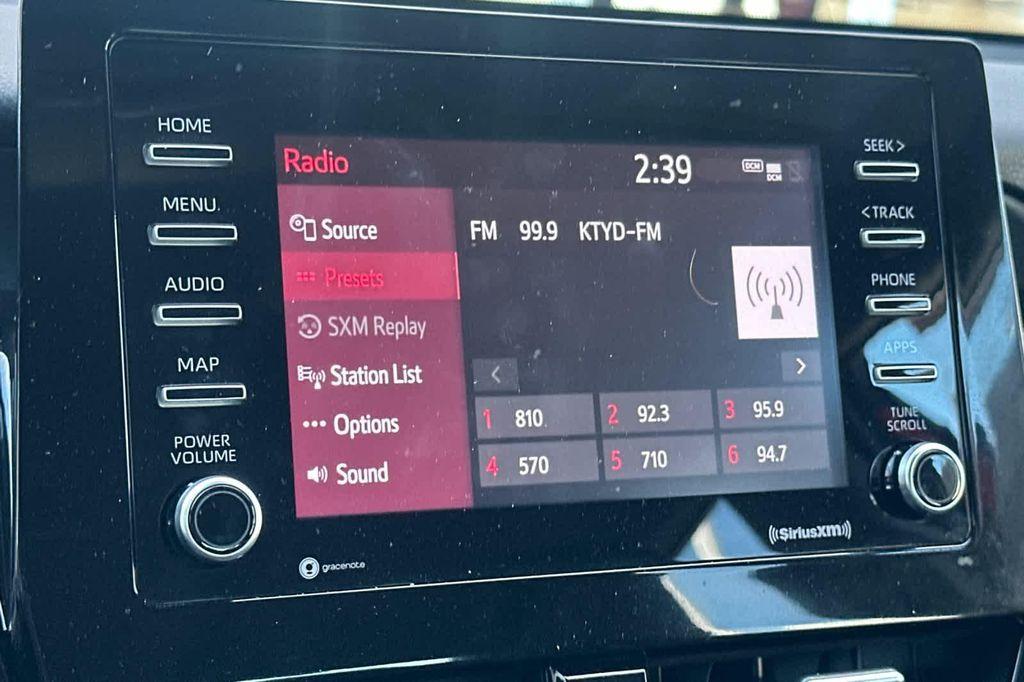 HOME
MENU
AUDIO
MAP
POWER
VOLUME
Radio
2:39
DCM
DCM
Source
Presets
SXM Replay
Station List
Options
Sound
FM 99.9 KTYD-FM
1 810 2 92.3 3 95.9
4 570 5 710 6 94.7
SEEK >
< TRACK
PHONE
APPS
TUNE
SCROLL
gracenote
SiriusXM